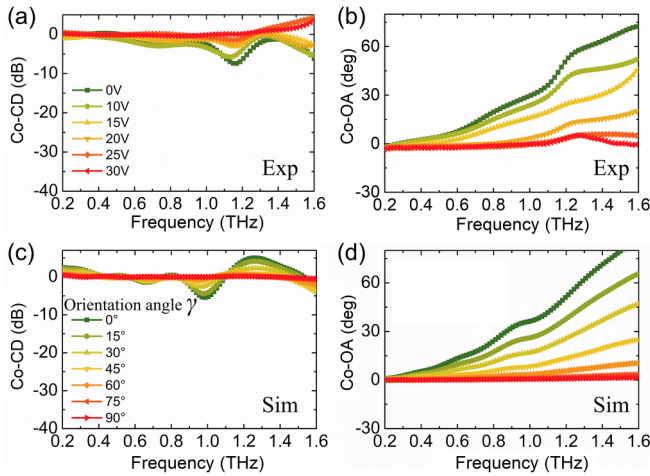 (a)
Co-CD (dB)
0
-10
-20
-30
-40
0V
10V
15V
20V
25V
30V
Exp
0.2 0.4 0.6 0.8 1.0 1.2 1.4 1.6
Frequency (THz)
(b)
Co-OA (deg)
60
30
0
-30
Exp
0.2 0.4 0.6 0.8 1.0 1.2 1.4 1.6
Frequency (THz)
(c)
Co-CD (dB)
0
-10
-20
-30
-40
Orientation angle γ
0°
15°
30°
45°
60°
75°
90°
Sim
0.2 0.4 0.6 0.8 1.0 1.2 1.4 1.6
Frequency (THz)
(d)
Co-OA (deg)
60
30
0
-30
Sim
0.2 0.4 0.6 0.8 1.0 1.2 1.4 1.6
Frequency (THz)